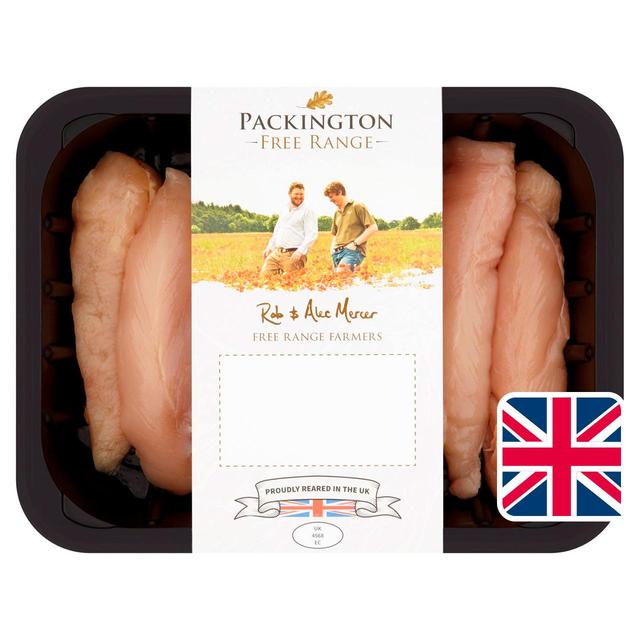 PACKINGTON
FREE RANGE
Rob & Alec Mercer
FREE RANGE FARMERS
PROUDLY REARED IN THE UK
UK
4568
EC